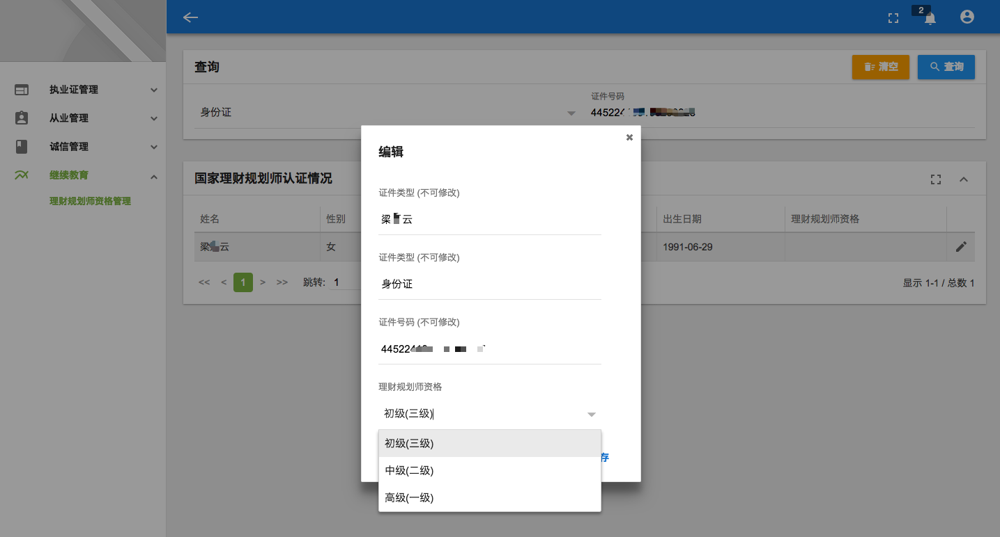 2
查询
清空
查询
身份证
证件号码
44522
执业证管理
从业管理
诚信管理
继续教育
理财规划师资格管理
国家理财规划师认证情况
姓名
性别
出生日期
理财规划师资格
梁 云
女
1991-06-29
<< < 1 > >> 跳转: 1
显示 1-1 / 总数 1
编辑
证件类型 (不可修改)
梁 云
证件类型 (不可修改)
身份证
证件号码 (不可修改)
44522
理财规划师资格
初级(三级)
初级(三级)
中级(二级)
高级(一级)
存